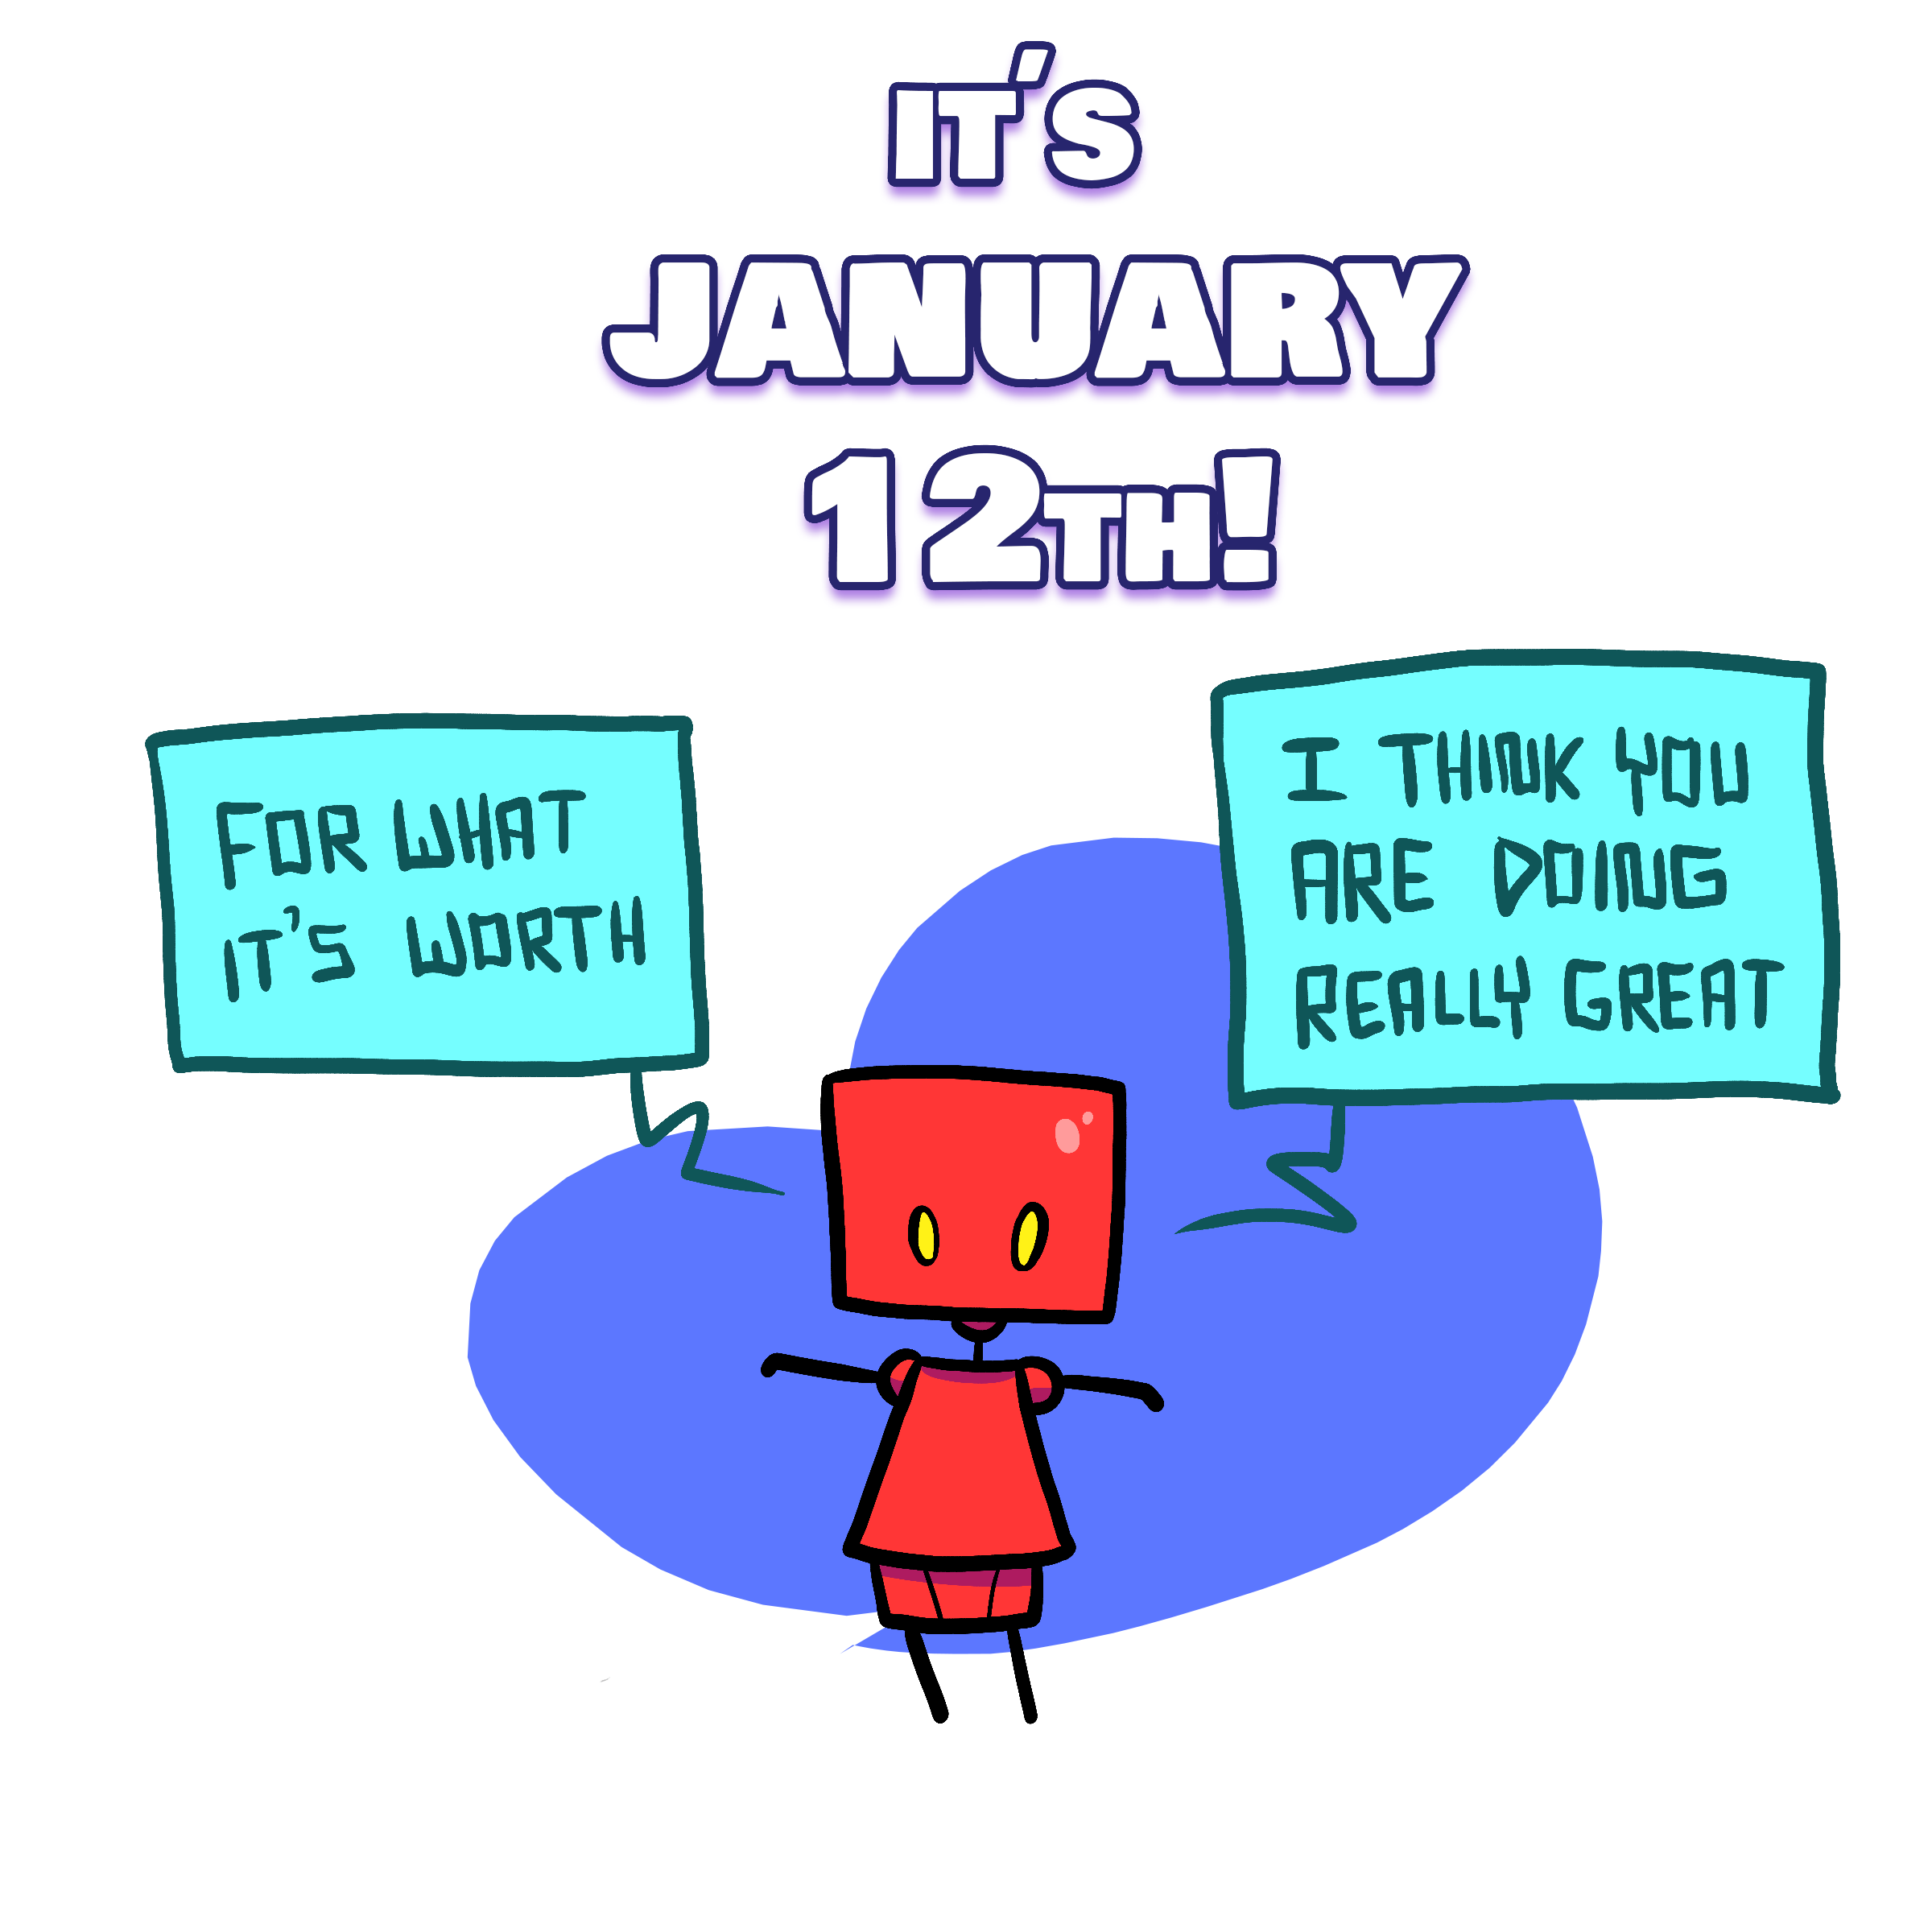 IT'S
JANUARY
12TH!
FOR WHAT
IT'S WORTH
I THINK YOU
ARE DOING
REALLY GREAT